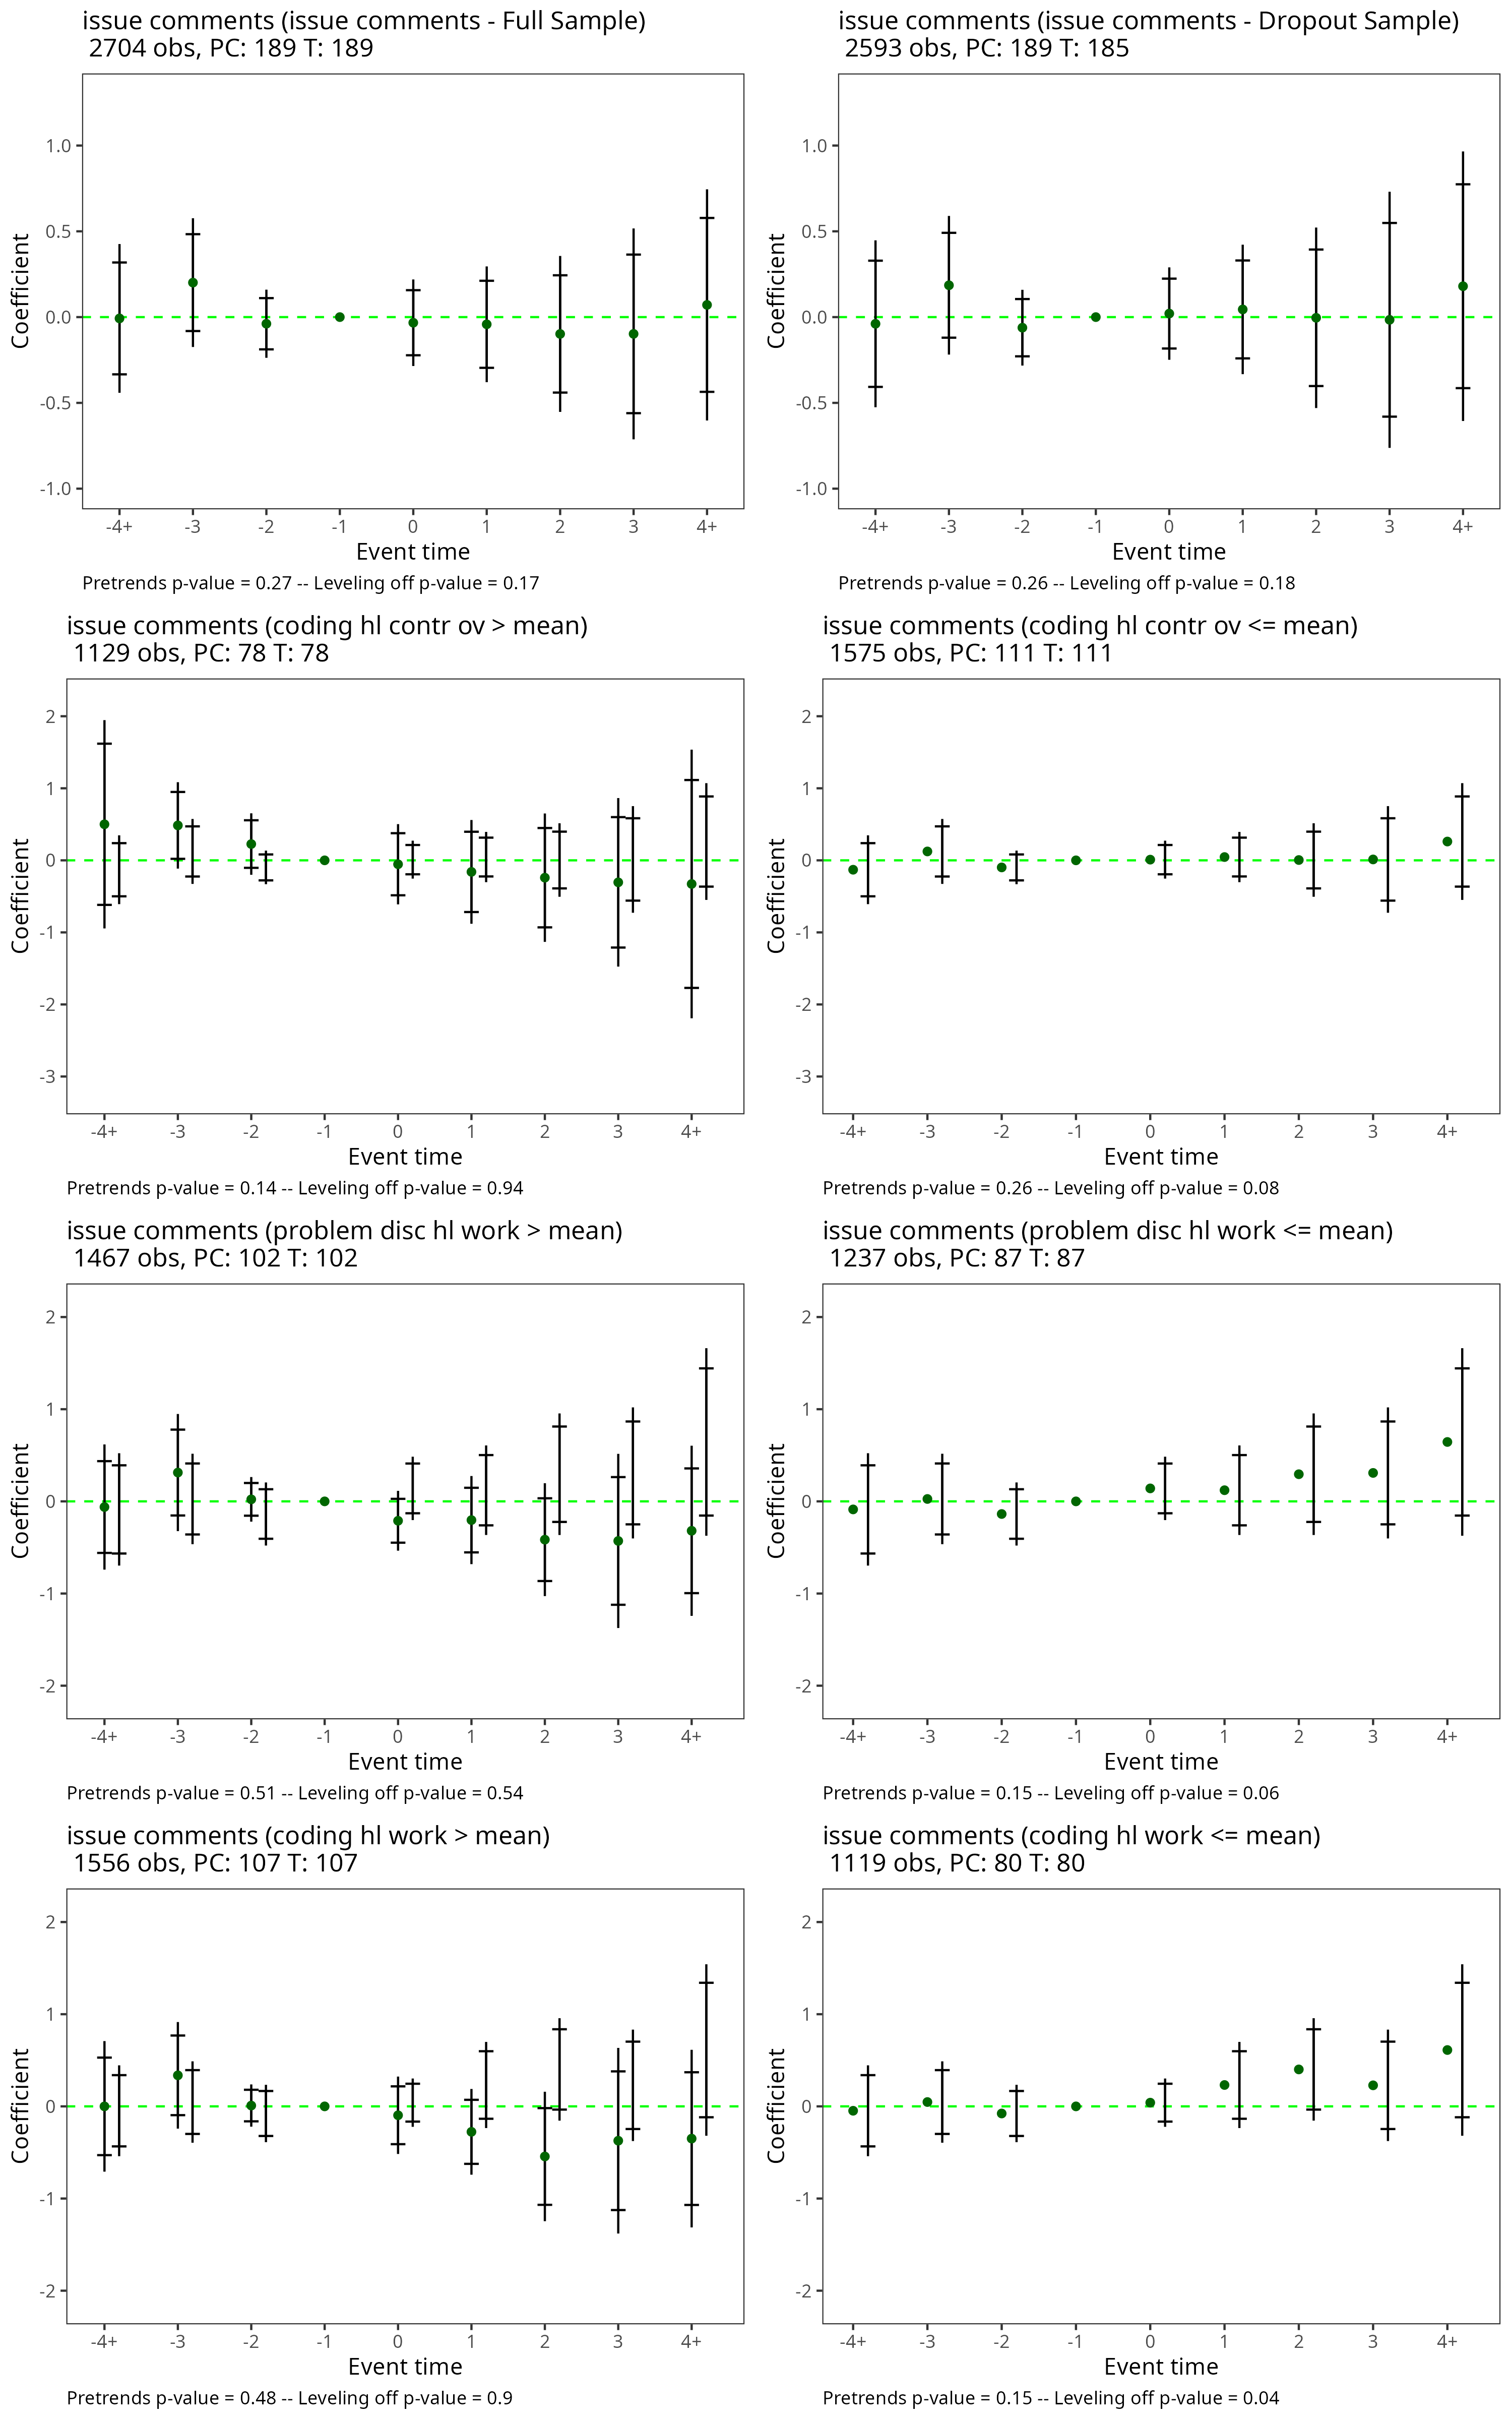 issue comments (issue comments - Full Sample)
2704 obs, PC: 189 T: 189
1.0
0.5
0.0
-0.5
-1.0
Coefficient
-4+ -3 -2 -1 0 1 2 3 4+
Event time
Pretrends p-value = 0.27 -- Leveling off p-value = 0.17
issue comments (issue comments - Dropout Sample)
2593 obs, PC: 189 T: 185
1.0
0.5
0.0
-0.5
-1.0
Coefficient
-4+ -3 -2 -1 0 1 2 3 4+
Event time
Pretrends p-value = 0.26 -- Leveling off p-value = 0.18
issue comments (coding hl contr ov > mean)
1129 obs, PC: 78 T: 78
2
1
0
-1
-2
-3
Coefficient
-4+ -3 -2 -1 0 1 2 3 4+
Event time
Pretrends p-value = 0.14 -- Leveling off p-value = 0.94
issue comments (coding hl contr ov <= mean)
1575 obs, PC: 111 T: 111
2
1
0
-1
-2
-3
Coefficient
-4+ -3 -2 -1 0 1 2 3 4+
Event time
Pretrends p-value = 0.26 -- Leveling off p-value = 0.08
issue comments (problem disc hl work > mean)
1467 obs, PC: 102 T: 102
2
1
0
-1
-2
Coefficient
-4+ -3 -2 -1 0 1 2 3 4+
Event time
Pretrends p-value = 0.51 -- Leveling off p-value = 0.54
issue comments (problem disc hl work <= mean)
1237 obs, PC: 87 T: 87
2
1
0
-1
-2
Coefficient
-4+ -3 -2 -1 0 1 2 3 4+
Event time
Pretrends p-value = 0.15 -- Leveling off p-value = 0.06
issue comments (coding hl work > mean)
1556 obs, PC: 107 T: 107
2
1
0
-1
-2
Coefficient
-4+ -3 -2 -1 0 1 2 3 4+
Event time
Pretrends p-value = 0.48 -- Leveling off p-value = 0.9
issue comments (coding hl work <= mean)
1119 obs, PC: 80 T: 80
2
1
0
-1
-2
Coefficient
-4+ -3 -2 -1 0 1 2 3 4+
Event time
Pretrends p-value = 0.15 -- Leveling off p-value = 0.04